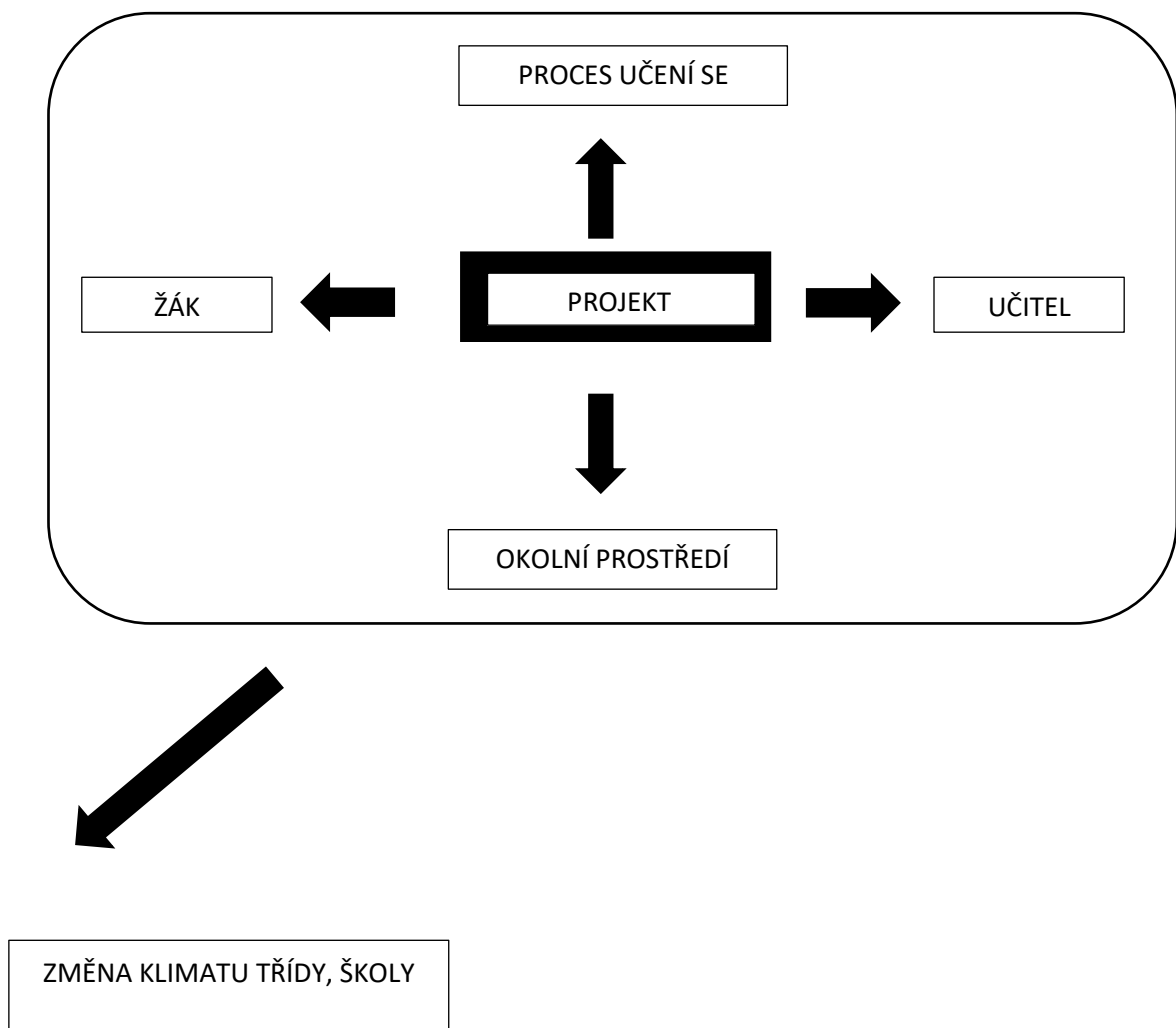 PROCES UČENÍ SE
ŽÁK
PROJEKT
UČITEL
OKOLNÍ PROSTŘEDÍ
ZMĚNA KLIMATU TŘÍDY, ŠKOLY